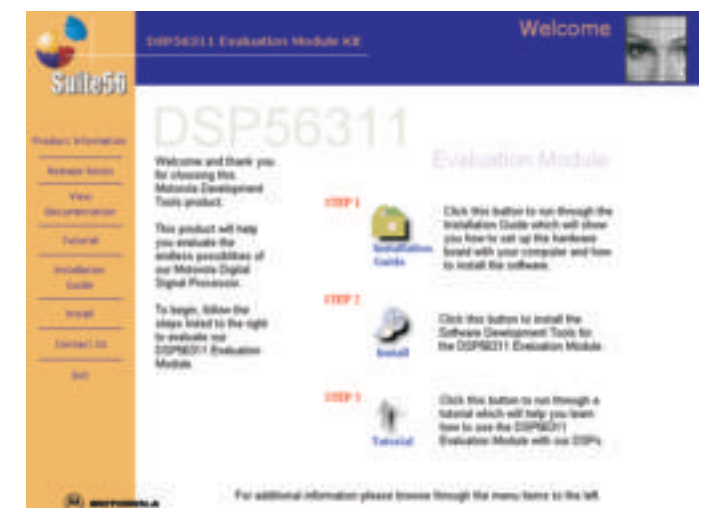 DSP56311 Evaluation Module Kit
Welcome
Suite56
Product Information
Release Notes
View
Documentation
Tutorial
Installation
Guide
Install
Contact Us
Exit
DSP56311
Evaluation Module
Welcome and thank you
for choosing this
Motorola Development
Tools product.
This product will help
you evaluate the
endless possibilities of
our Motorola Digital
Signal Processor.
To begin, follow the
steps listed to the right
to evaluate our
DSP56311 Evaluation
Module.
STEP 1
Installation
Guide
Click this button to run through the
Installation Guide which will show
you how to set up the hardware
board with your computer and how
to install the software.
STEP 2
Install
Click this button to install the
Software Development Tools for
the DSP56311 Evaluation Module.
STEP 3
Tutorial
Click this button to run through a
tutorial which will help you learn
how to use the DSP56311
Evaluation Module with our DSPs.
MOTOROLA
For additional information please browse through the menu items to the left.